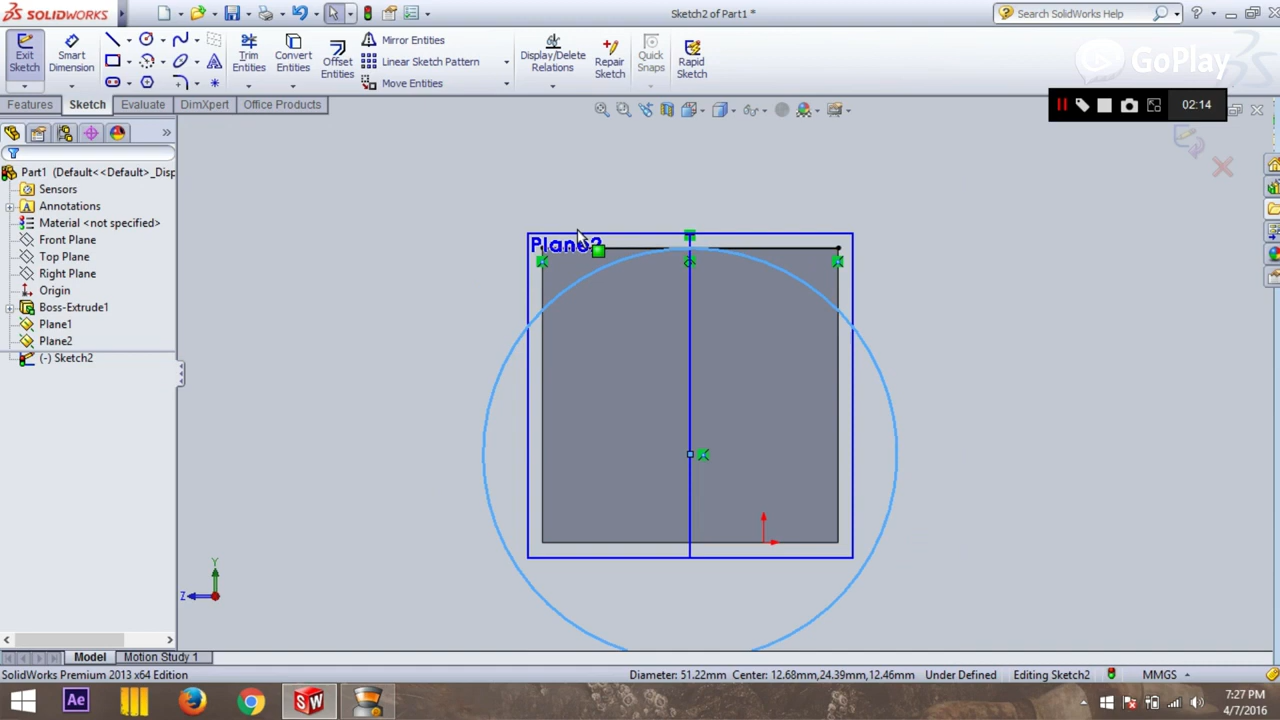 SOLIDWORKS
Sketch2 of Part1 *
Search SolidWorks Help
Exit Sketch
Smart Dimension
Trim Entities
Convert Entities
Offset Entities
Mirror Entities
Linear Sketch Pattern
Move Entities
Display/Delete Relations
Repair Sketch
Quick Snaps
Rapid Sketch
GoPlay
02:14
Features
Sketch
Evaluate
DimXpert
Office Products
Part1 (Default<<Default>_Disp
Sensors
Annotations
Material <not specified>
Front Plane
Top Plane
Right Plane
Origin
Boss-Extrude1
Plane1
Plane2
(-) Sketch2
Plane2
Y
Z
Model
Motion Study 1
SolidWorks Premium 2013 x64 Edition
Diameter: 51.22mm Center: 12.68mm,24.39mm,12.46mm
Under Defined
Editing Sketch2
MMGS
Ae
SW
7:27 PM
4/7/2016